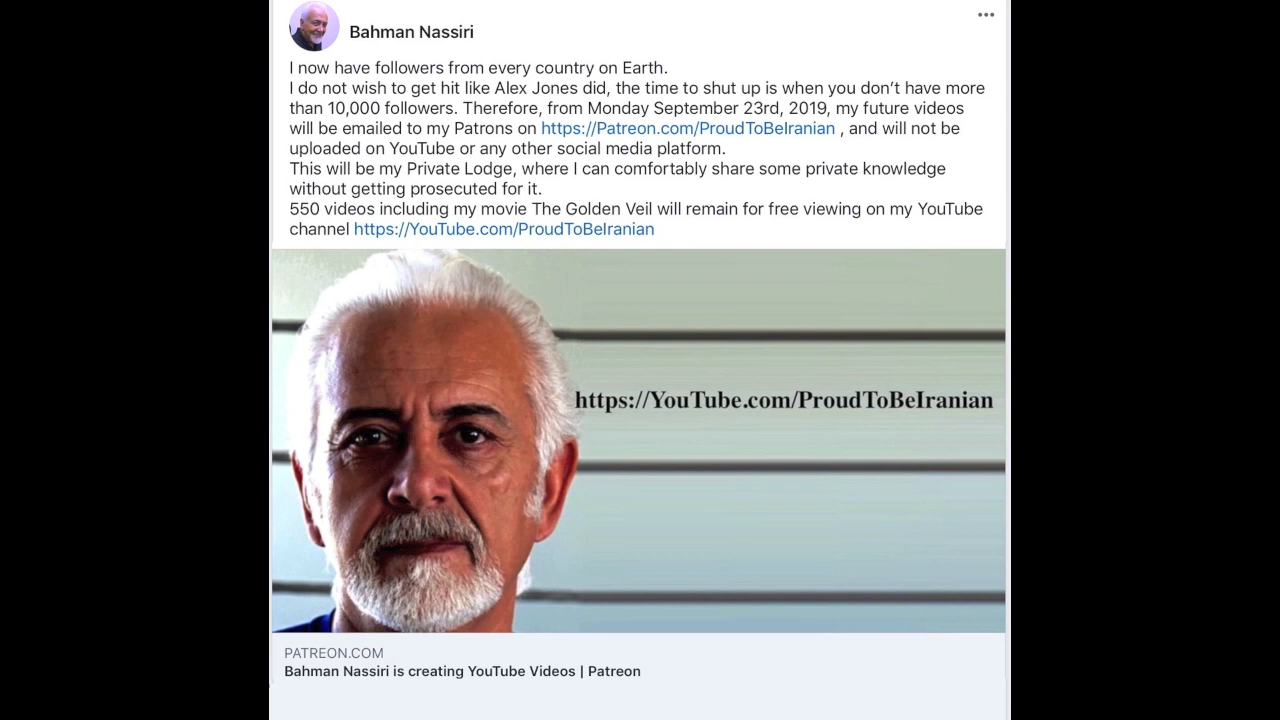 Bahman Nassiri
I now have followers from every country on Earth.
I do not wish to get hit like Alex Jones did, the time to shut up is when you don’t have more
than 10,000 followers. Therefore, from Monday September 23rd, 2019, my future videos
will be emailed to my Patrons on https://Patreon.com/ProudToBeIranian , and will not be
uploaded on YouTube or any other social media platform.
This will be my Private Lodge, where I can comfortably share some private knowledge
without getting prosecuted for it.
550 videos including my movie The Golden Veil will remain for free viewing on my YouTube
channel https://YouTube.com/ProudToBeIranian
https://YouTube.com/ProudToBeIranian
PATREON.COM
Bahman Nassiri is creating YouTube Videos | Patreon